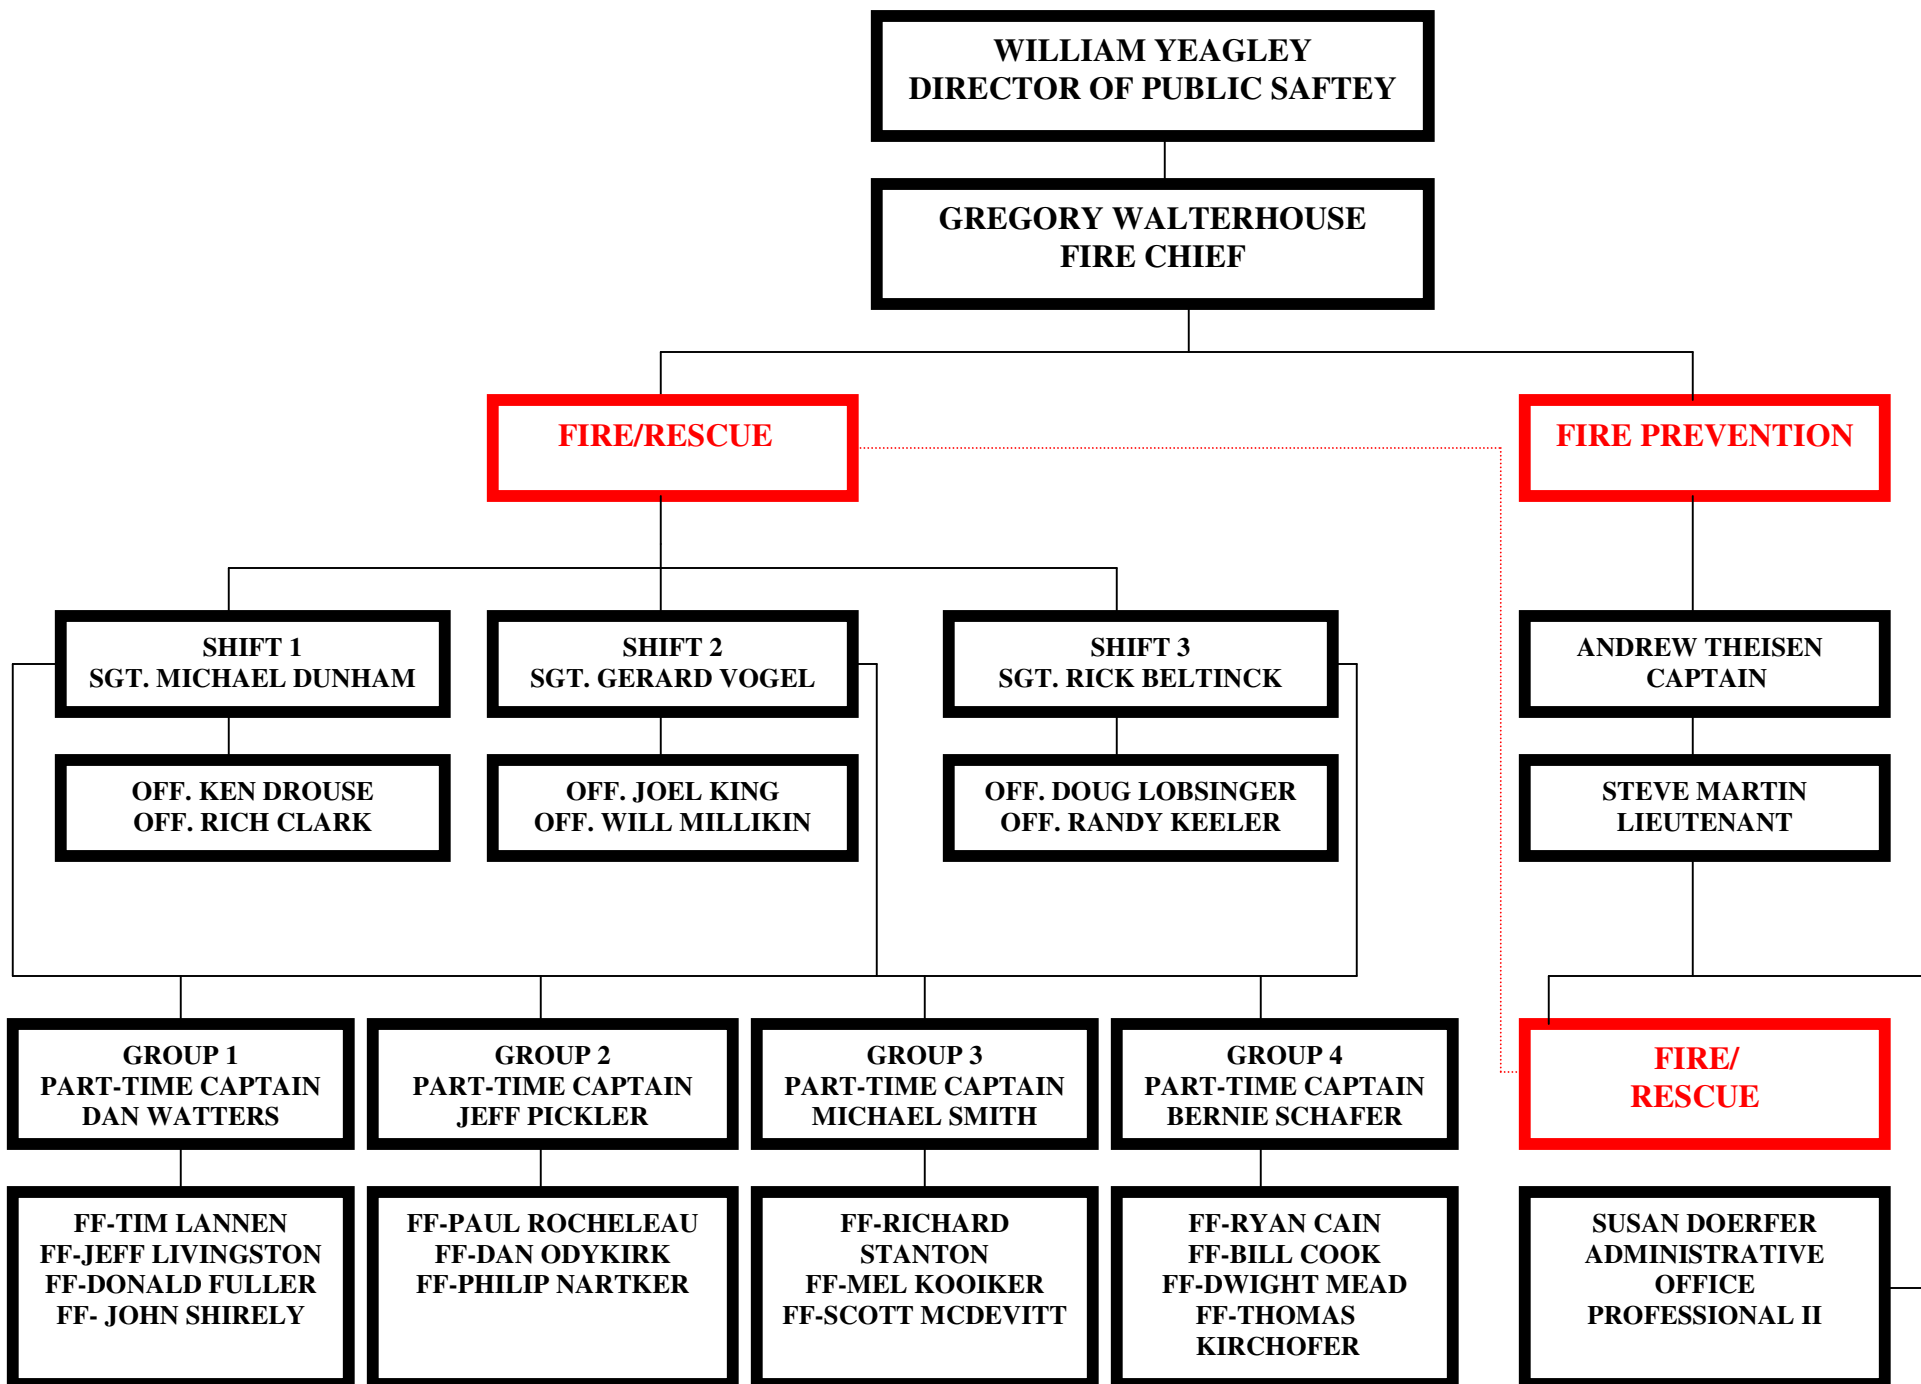 WILLIAM YEAGLEY
DIRECTOR OF PUBLIC SAFTEY
GREGORY WALTERHOUSE
FIRE CHIEF
FIRE/RESCUE
FIRE PREVENTION
SHIFT 1
SGT. MICHAEL DUNHAM
SHIFT 2
SGT. GERARD VOGEL
SHIFT 3
SGT. RICK BELTINCK
ANDREW THEISEN
CAPTAIN
OFF. KEN DROUSE
OFF. RICH CLARK
OFF. JOEL KING
OFF. WILL MILLIKIN
OFF. DOUG LOBSINGER
OFF. RANDY KEELER
STEVE MARTIN
LIEUTENANT
GROUP 1
PART-TIME CAPTAIN
DAN WATTERS
GROUP 2
PART-TIME CAPTAIN
JEFF PICKLER
GROUP 3
PART-TIME CAPTAIN
MICHAEL SMITH
GROUP 4
PART-TIME CAPTAIN
BERNIE SCHAFER
FIRE/
RESCUE
FF-TIM LANNEN
FF-JEFF LIVINGSTON
FF-DONALD FULLER
FF- JOHN SHIRELY
FF-PAUL ROCHELEAU
FF-DAN ODYKIRK
FF-PHILIP NARTKER
FF-RICHARD
STANTON
FF-MEL KOOIKER
FF-SCOTT MCDEVITT
FF-RYAN CAIN
FF-BILL COOK
FF-DWIGHT MEAD
FF-THOMAS
KIRCHOFER
SUSAN DOERFER
ADMINISTRATIVE
OFFICE
PROFESSIONAL II